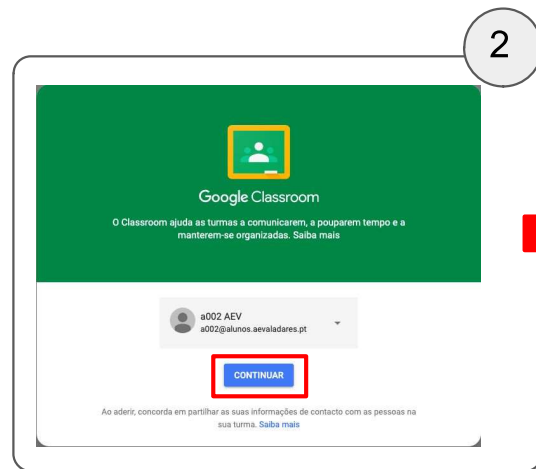 2
Google Classroom
O Classroom ajuda as turmas a comunicarem, a pouparem tempo e a
manterem-se organizadas. Saiba mais
a002 AEV
a002@alunos.aevaladares.pt
CONTINUAR
Ao aderir, concorda em partilhar as suas informações de contacto com as pessoas na
sua turma. Saiba mais